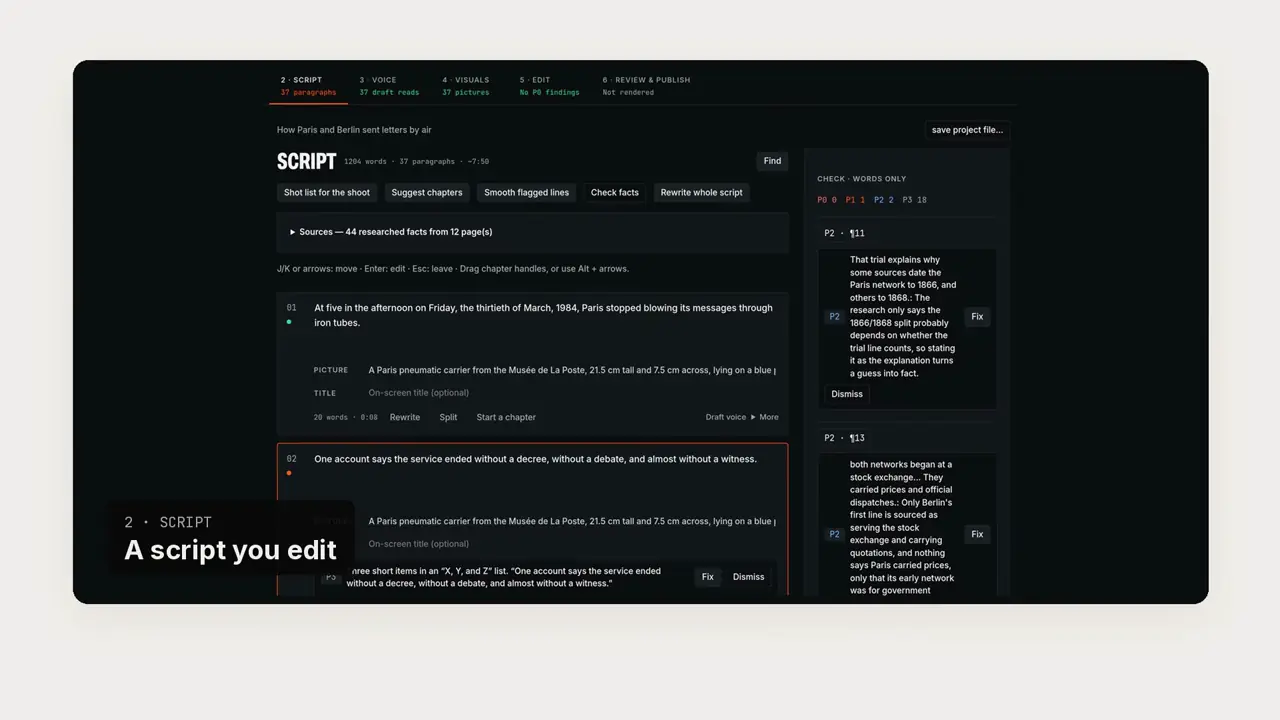 2 · SCRIPT
37 paragraphs
3 · VOICE
37 draft reads
4 · VISUALS
37 pictures
5 · EDIT
No P0 findings
6 · REVIEW & PUBLISH
Not rendered
How Paris and Berlin sent letters by air
save project file...
SCRIPT
1204 words · 37 paragraphs · ~7:50
Find
Shot list for the shoot
Suggest chapters
Smooth flagged lines
Check facts
Rewrite whole script
▶ Sources — 44 researched facts from 12 page(s)
J/K or arrows: move · Enter: edit · Esc: leave · Drag chapter handles, or use Alt + arrows.
01
At five in the afternoon on Friday, the thirtieth of March, 1984, Paris stopped blowing its messages through
iron tubes.
PICTURE
A Paris pneumatic carrier from the Musée de La Poste, 21.5 cm tall and 7.5 cm across, lying on a blue
TITLE
On-screen title (optional)
20 words · 0:08
Rewrite
Split
Start a chapter
Draft voice
▶ More
02
One account says the service ended without a decree, without a debate, and almost without a witness.
A Paris pneumatic carrier from the Musée de La Poste, 21.5 cm tall and 7.5 cm across, lying on a blue
On-screen title (optional)
P3
three short items in an “X, Y, and Z” list. “One account says the service ended
without a decree, without a debate, and almost without a witness.”
Fix
Dismiss
2 · SCRIPT
A script you edit
CHECK · WORDS ONLY
P0 0
P1 1
P2 2
P3 18
P2 · ¶11
P2
That trial explains why
some sources date the
Paris network to 1866, and
others to 1868.: The
research only says the
1866/1868 split probably
depends on whether the
trial line counts, so stating
it as the explanation turns
a guess into fact.
Fix
Dismiss
P2 · ¶13
P2
both networks began at a
stock exchange... They
carried prices and official
dispatches.: Only Berlin's
first line is sourced as
serving the stock
exchange and carrying
quotations, and nothing
says Paris carried prices,
only that its early network
was for government
Fix